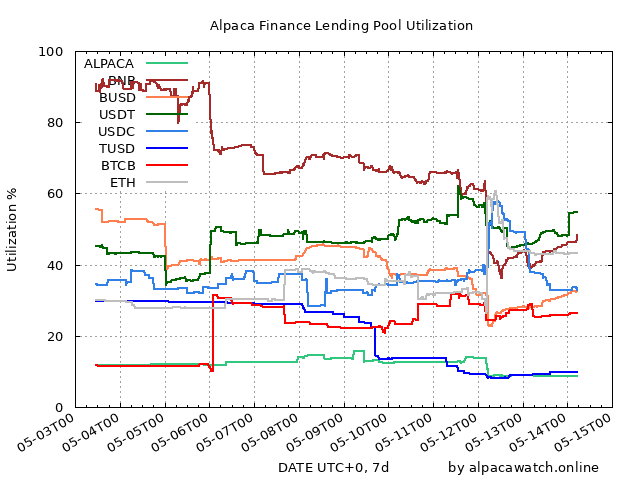 Alpaca Finance Lending Pool Utilization
100
80
60
40
20
0
Utilization %
ALPACA
BNB
BUSD
USDT
USDC
TUSD
BTCB
ETH
05-03T00
05-04T00
05-05T00
05-06T00
05-07T00
05-08T00
05-09T00
05-10T00
05-11T00
05-12T00
05-13T00
05-14T00
05-15T00
DATE UTC+0, 7d
by alpacawatch.online